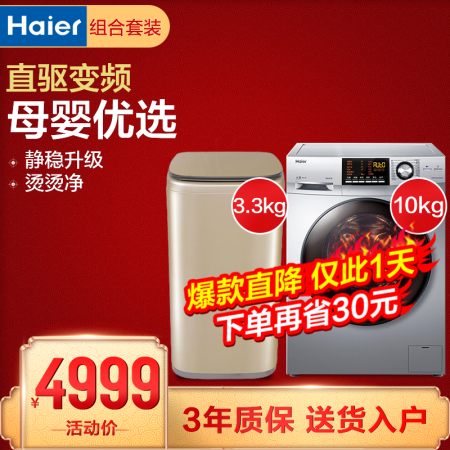 Haier 组合套装
直驱变频
母婴优选
静稳升级
烫烫净
3.3kg
10kg
Haier
爆款直降 仅此1天
下单再省30元
¥4999
活动价
3年质保 送货入户